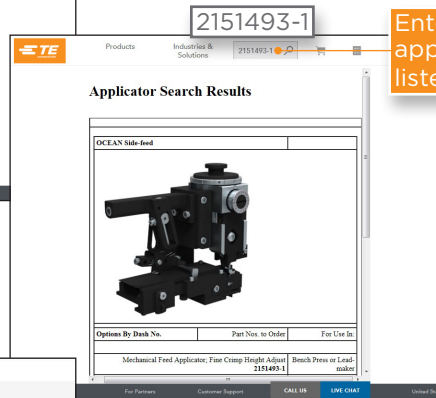 2151493-1
Ent
app
liste
TE
Products
Industries &
Solutions
2151493-1
Applicator Search Results
OCEAN Side-feed
Options By Dash No.
Part Nos. to Order
For Use In:
Mechanical Feed Applicator; Fine Crimp Height Adjust
2151493-1
Bench Press or Lead-
maker
For Partners
Customer Support
CALL US
LIVE CHAT
United St